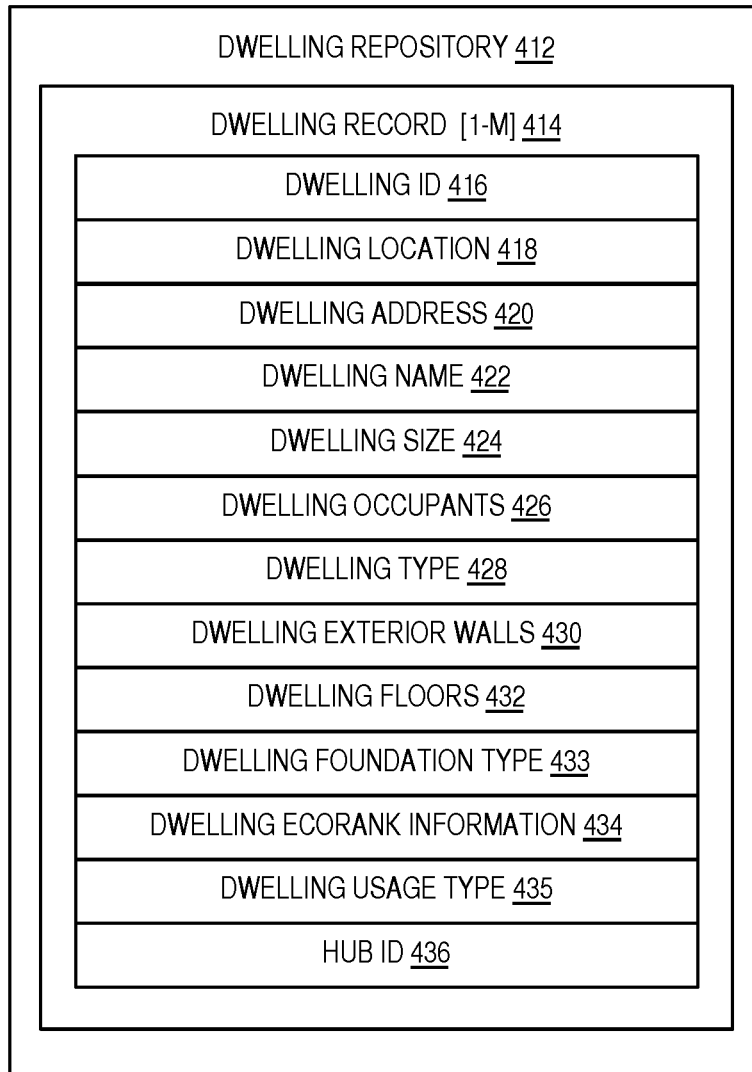 DWELLING REPOSITORY 412
DWELLING RECORD [1-M] 414
DWELLING ID 416
DWELLING LOCATION 418
DWELLING ADDRESS 420
DWELLING NAME 422
DWELLING SIZE 424
DWELLING OCCUPANTS 426
DWELLING TYPE 428
DWELLING EXTERIOR WALLS 430
DWELLING FLOORS 432
DWELLING FOUNDATION TYPE 433
DWELLING ECORANK INFORMATION 434
DWELLING USAGE TYPE 435
HUB ID 436